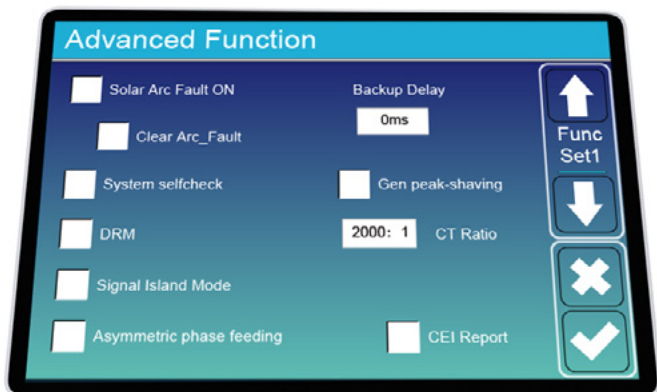 Advanced Function
Solar Arc Fault ON
Backup Delay
0ms
Clear Arc_Fault
System selfcheck
Gen peak-shaving
DRM
2000: 1 CT Ratio
Signal Island Mode
Asymmetric phase feeding
CEI Report
Func
Set1